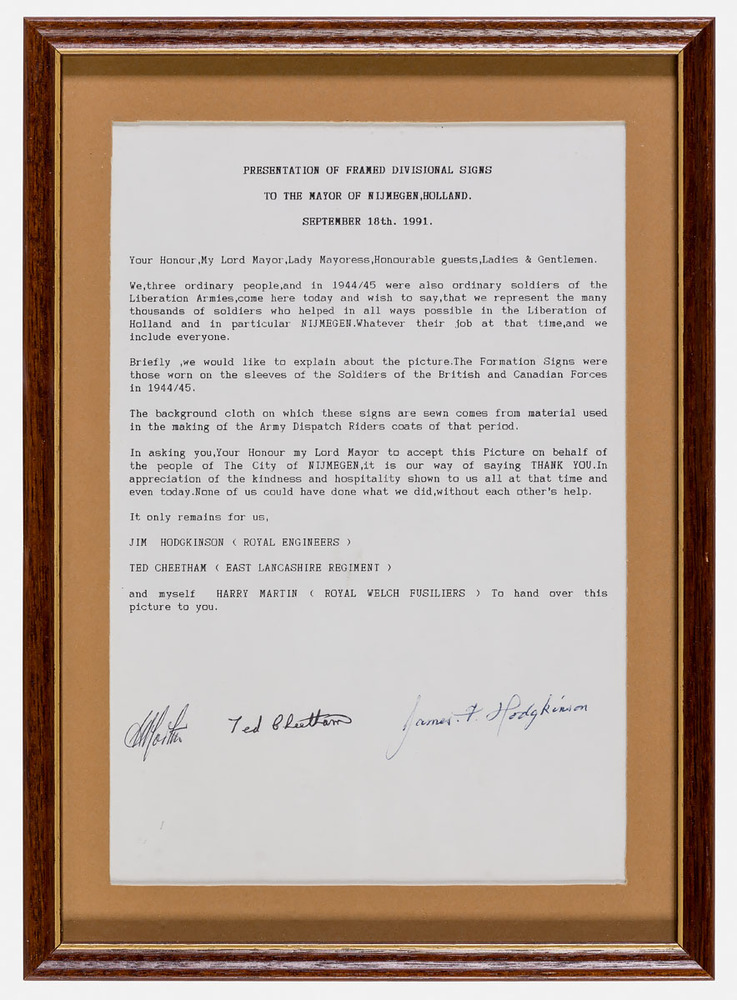 PRESENTATION OF FRAMED DIVISIONAL SIGNS
TO THE MAYOR OF NIJMEGEN,HOLLAND.
SEPTEMBER 18th. 1991.
Your Honour,My Lord Mayor,Lady Mayoress,Honourable guests,Ladies & Gentlemen.
We,three ordinary people,and in 1944/45 were also ordinary soldiers of the
Liberation Armies,come here today and wish to say,that we represent the many
thousands of soldiers who helped in all ways possible in the Liberation of
Holland and in particular NIJMEGEN.Whatever their job at that time,and we
include everyone.
Briefly ,we would like to explain about the picture.The Formation Signs were
those worn on the sleeves of the Soldiers of the British and Canadian Forces
in 1944/45.
The background cloth on which these signs are sewn comes from material used
in the making of the Army Dispatch Riders coats of that period.
In asking you,Your Honour my Lord Mayor to accept this Picture on behalf of
the people of The City of NIJMEGEN,it is our way of saying THANK YOU.In
appreciation of the kindness and hospitality shown to us all at that time and
even today.None of us could have done what we did,without each other's help.
It only remains for us,
JIM HODGKINSON ( ROYAL ENGINEERS )
TED CHEETHAM ( EAST LANCASHIRE REGIMENT )
and myself HARRY MARTIN ( ROYAL WELCH FUSILIERS ) To hand over this
picture to you.
HMartin Ted Cheetham James. F. Hodgkinson